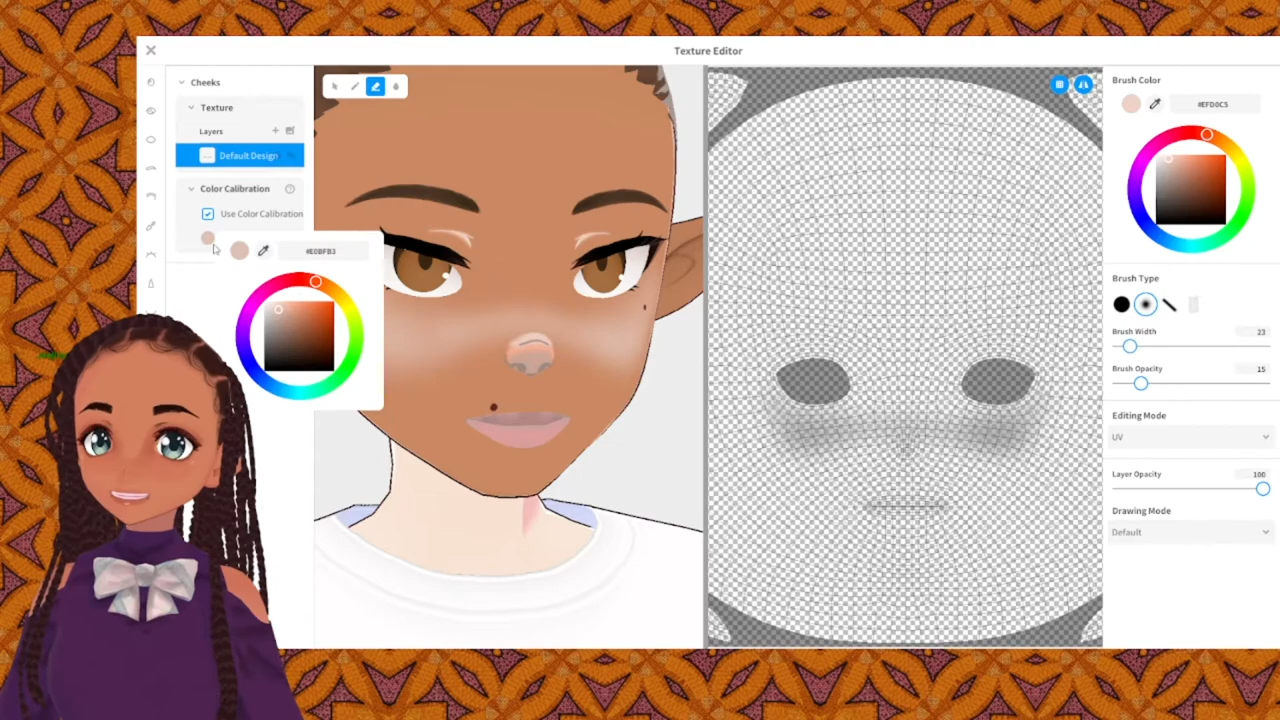 Texture Editor
Cheeks
Texture
Layers
Default Design
Color Calibration
Use Color Calibration
#E0BFB3
Brush Color
#EFD0C5
Brush Type
Brush Width
23
Brush Opacity
15
Editing Mode
UV
Layer Opacity
100
Drawing Mode
Default